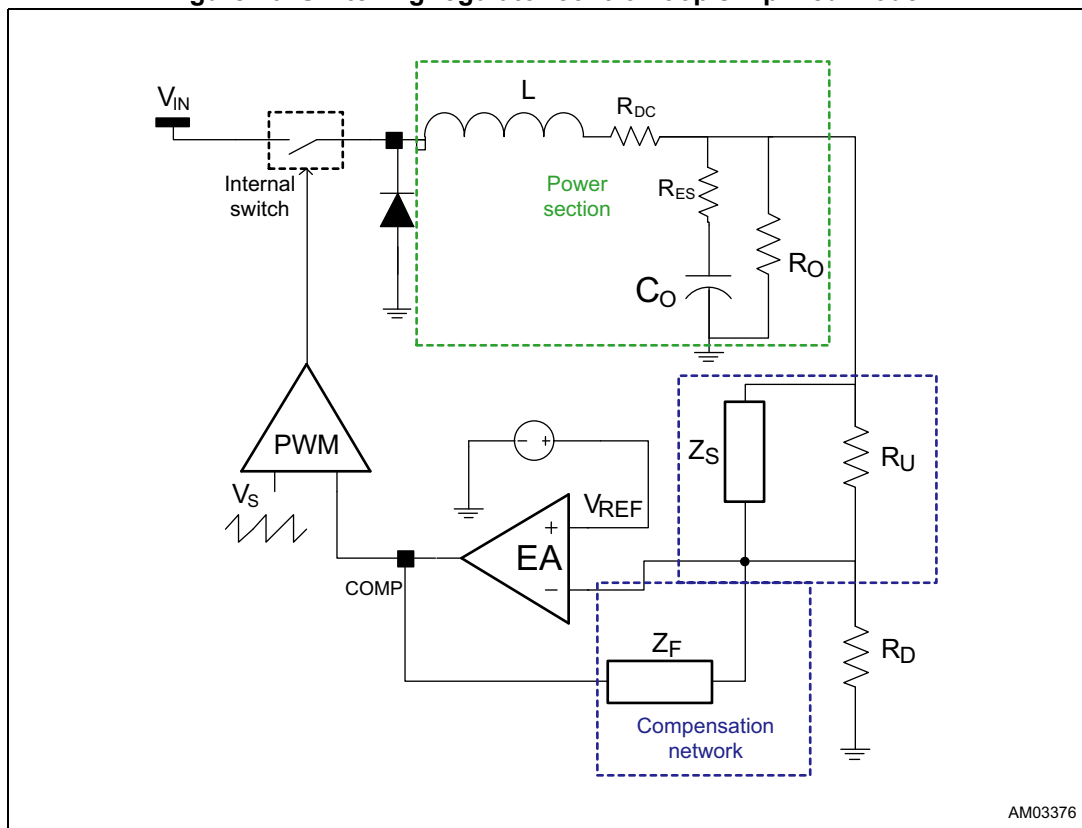 VIN
Internal
switch
L
RDC
Power
section
RES
CO
RO
PWM
VS
COMP
EA
+
−
VREF
- +
ZS
RU
RD
ZF
Compensation
network
AM03376